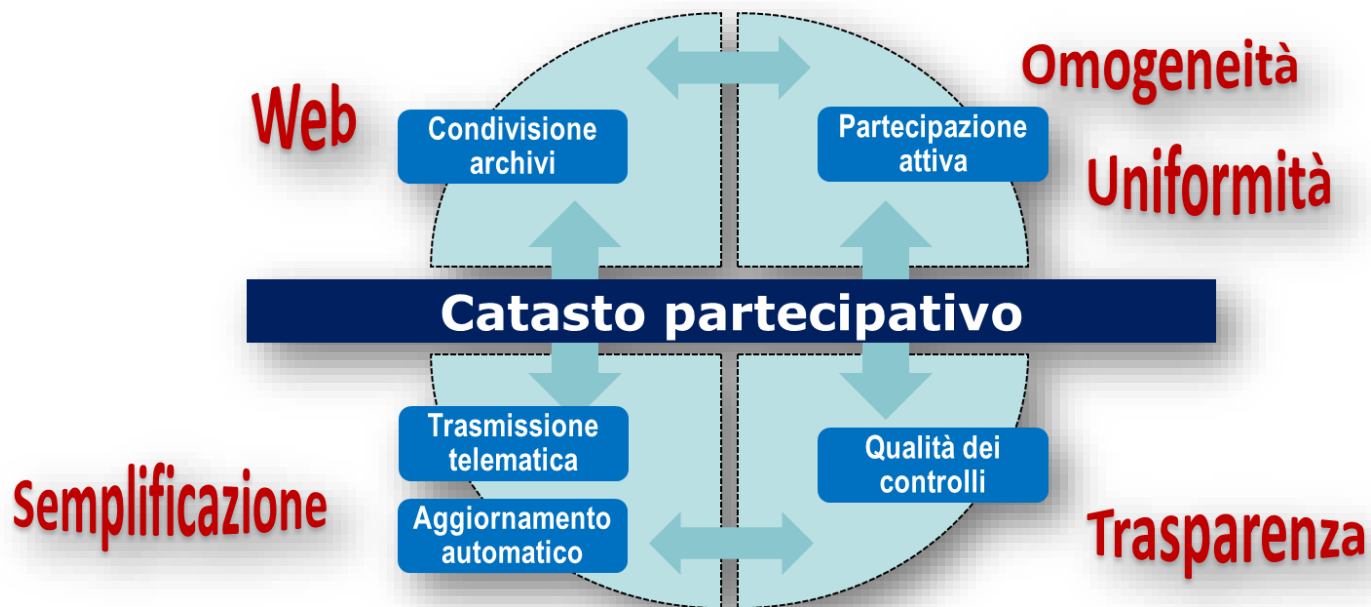 Web
Condivisione
archivi
Partecipazione
attiva
Omogeneità
Uniformità
Catasto partecipativo
Semplificazione
Trasmissione
telematica
Aggiornamento
automatico
Qualità dei
controlli
Trasparenza